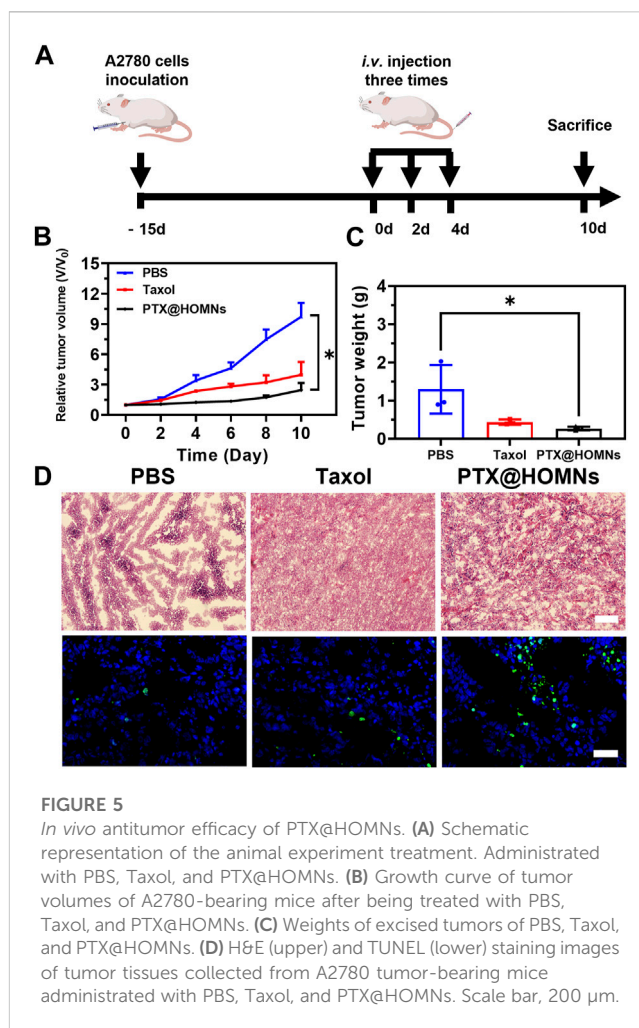 A
A2780 cells
inoculation
i.v. injection
three times
Sacrifice
- 15d
0d
2d
4d
10d
B
Relative tumor volume (V/V0)
15
12
9
6
3
0
PBS
Taxol
PTX@HOMNs
*
0 2 4 6 8 10
Time (Day)
C
Tumor weight (g)
4
3
2
1
0
*
PBS Taxol PTX@HOMNs
D
PBS Taxol PTX@HOMNs
FIGURE 5
In vivo antitumor efficacy of PTX@HOMNs. (A) Schematic
representation of the animal experiment treatment. Administrated
with PBS, Taxol, and PTX@HOMNs. (B) Growth curve of tumor
volumes of A2780-bearing mice after being treated with PBS,
Taxol, and PTX@HOMNs. (C) Weights of excised tumors of PBS, Taxol,
and PTX@HOMNs. (D) H&E (upper) and TUNEL (lower) staining images
of tumor tissues collected from A2780 tumor-bearing mice
administrated with PBS, Taxol, and PTX@HOMNs. Scale bar, 200 μm.